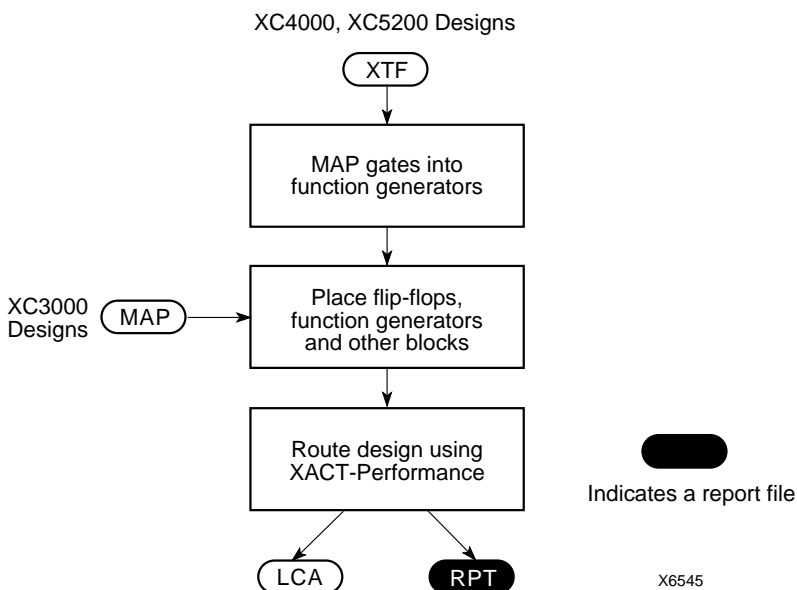 XC4000, XC5200 Designs
XTF
MAP gates into
function generators
XC3000
Designs
MAP
Place flip-flops,
function generators
and other blocks
Route design using
XACT-Performance
Indicates a report file
LCA
RPT
X6545